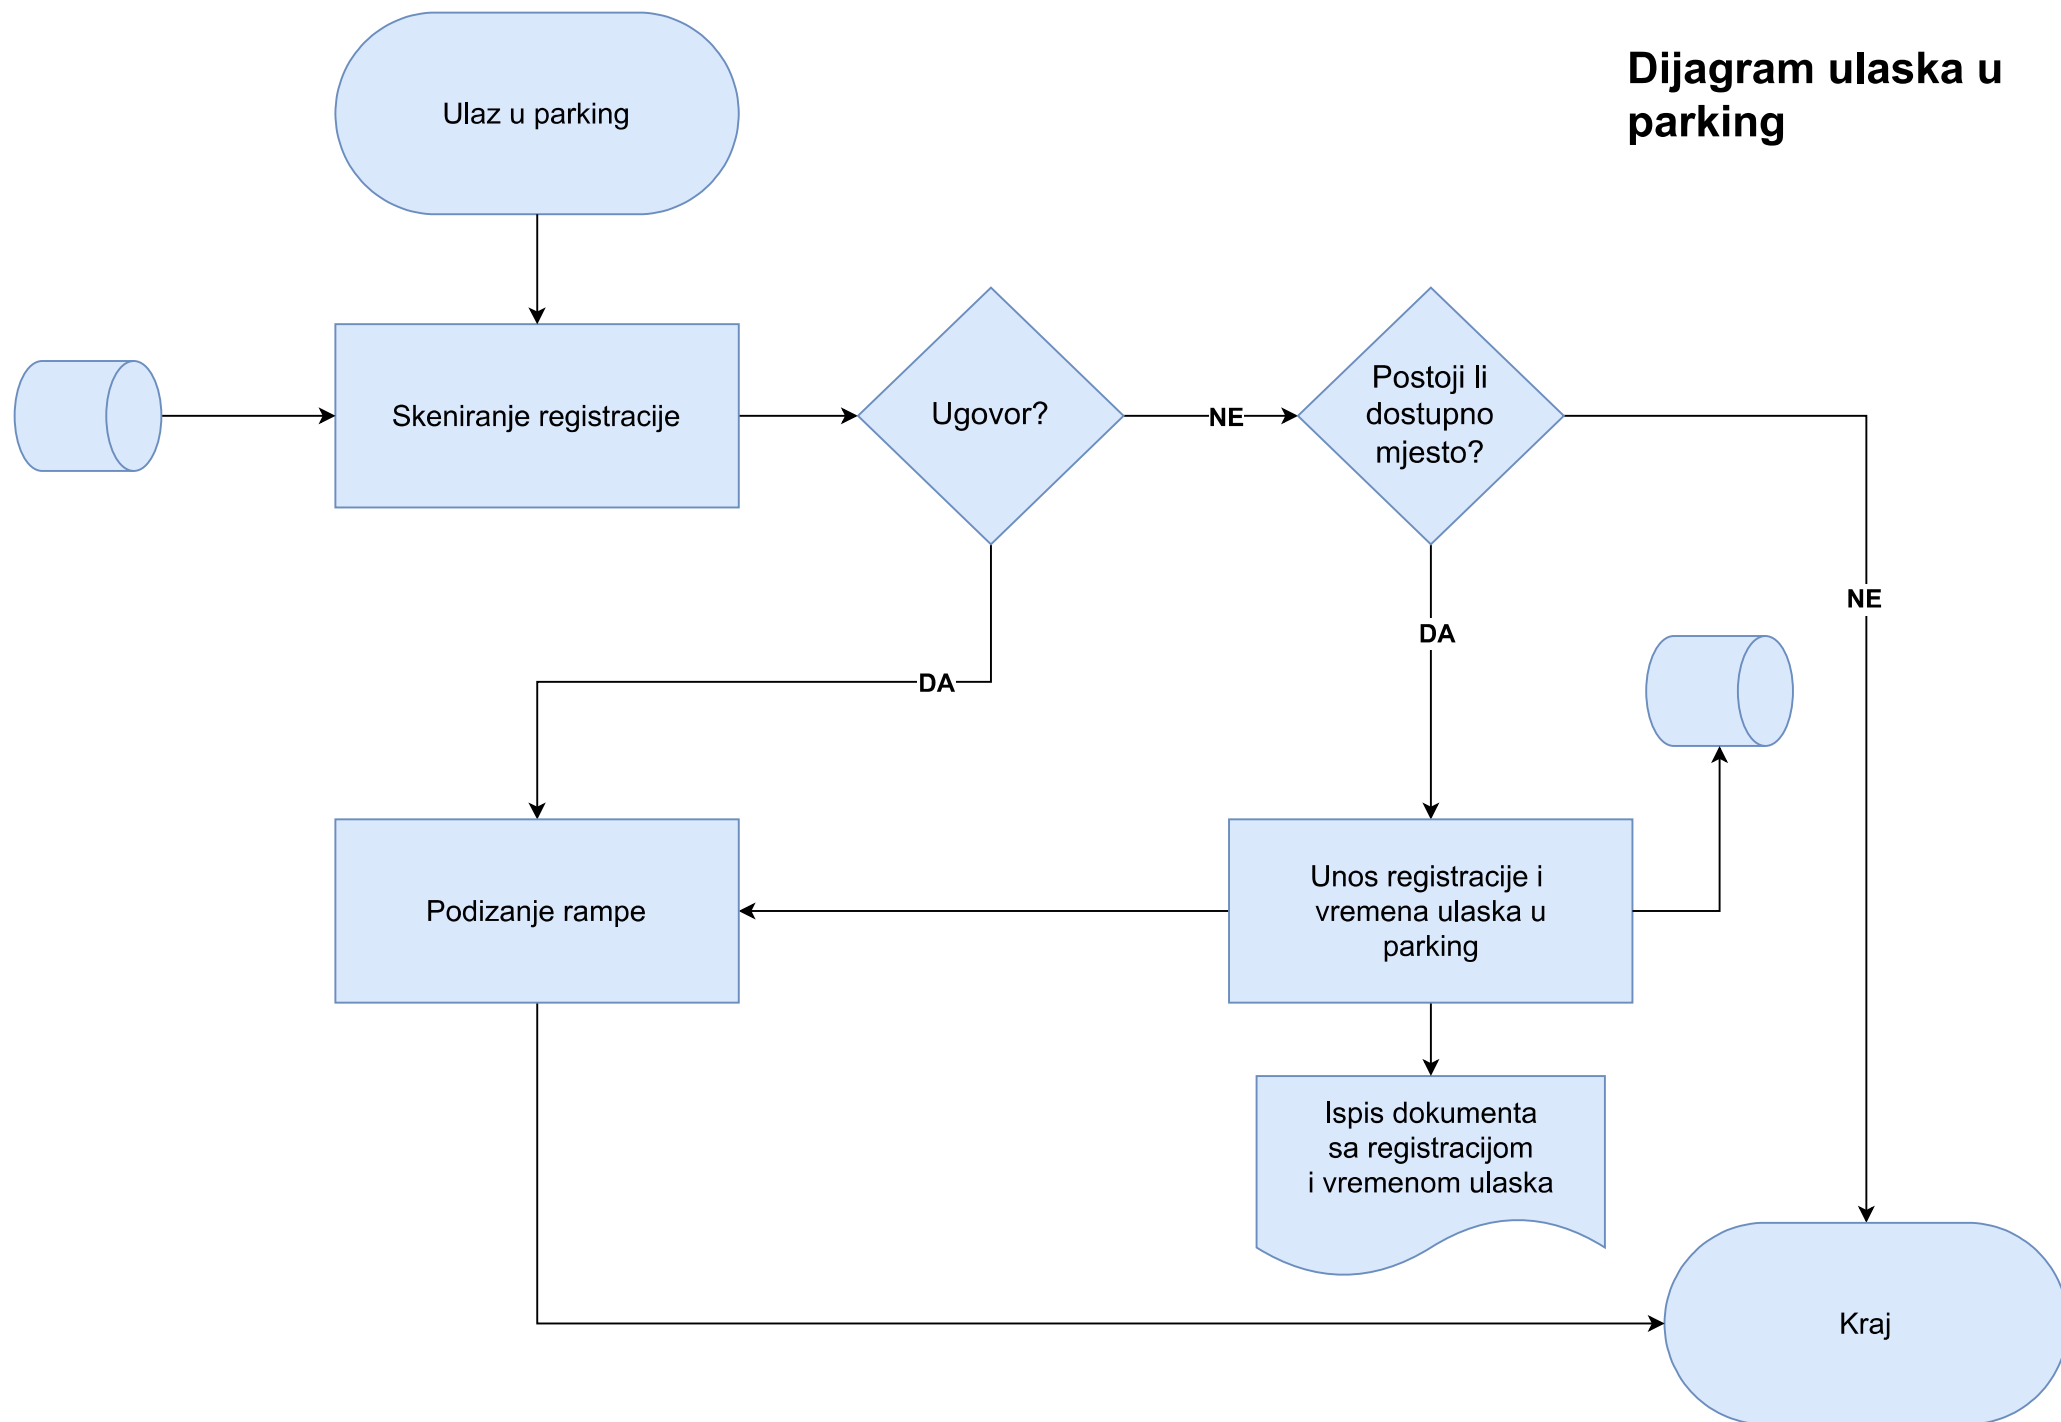 Dijagram ulaska u
parking
Ulaz u parking
Skeniranje registracije
Ugovor?
NE
Postoji li
dostupno
mjesto?
NE
DA
DA
Podizanje rampe
Unos registracije i
vremena ulaska u
parking
Ispis dokumenta
sa registracijom
i vremenom ulaska
Kraj